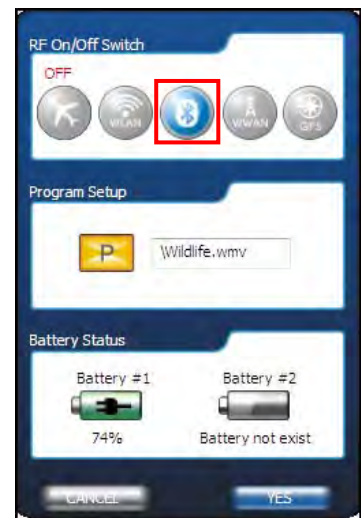 RF On/Off Switch
OFF
WLAN
WWAN
GPS
Program Setup
P
\Wildlife.wmv
Battery Status
Battery #1 Battery #2
74% Battery not exist
CANCEL YES